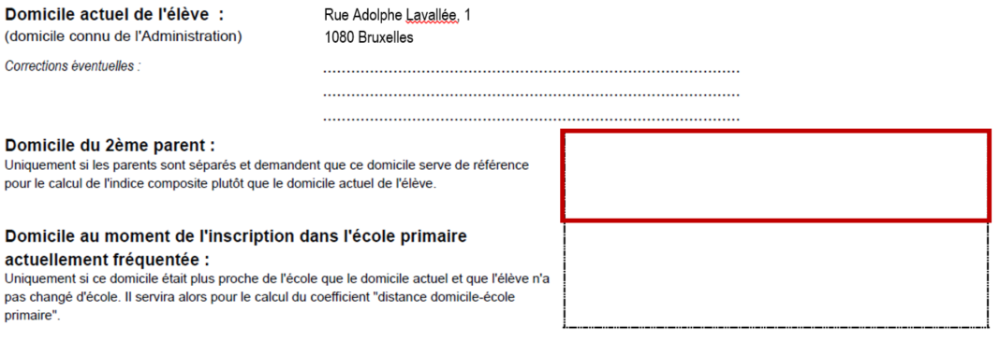 Domicile actuel de l'élève :
Rue Adolphe Lavallée, 1
(domicile connu de l'Administration)
1080 Bruxelles
Corrections éventuelles :
Domicile du 2ème parent :
Uniquement si les parents sont séparés et demandent que ce domicile serve de référence
pour le calcul de l'indice composite plutôt que le domicile actuel de l'élève.
Domicile au moment de l'inscription dans l'école primaire
actuellement fréquentée :
Uniquement si ce domicile était plus proche de l'école que le domicile actuel et que l'élève n'a
pas changé d'école. Il servira alors pour le calcul du coefficient "distance domicile-école
primaire".